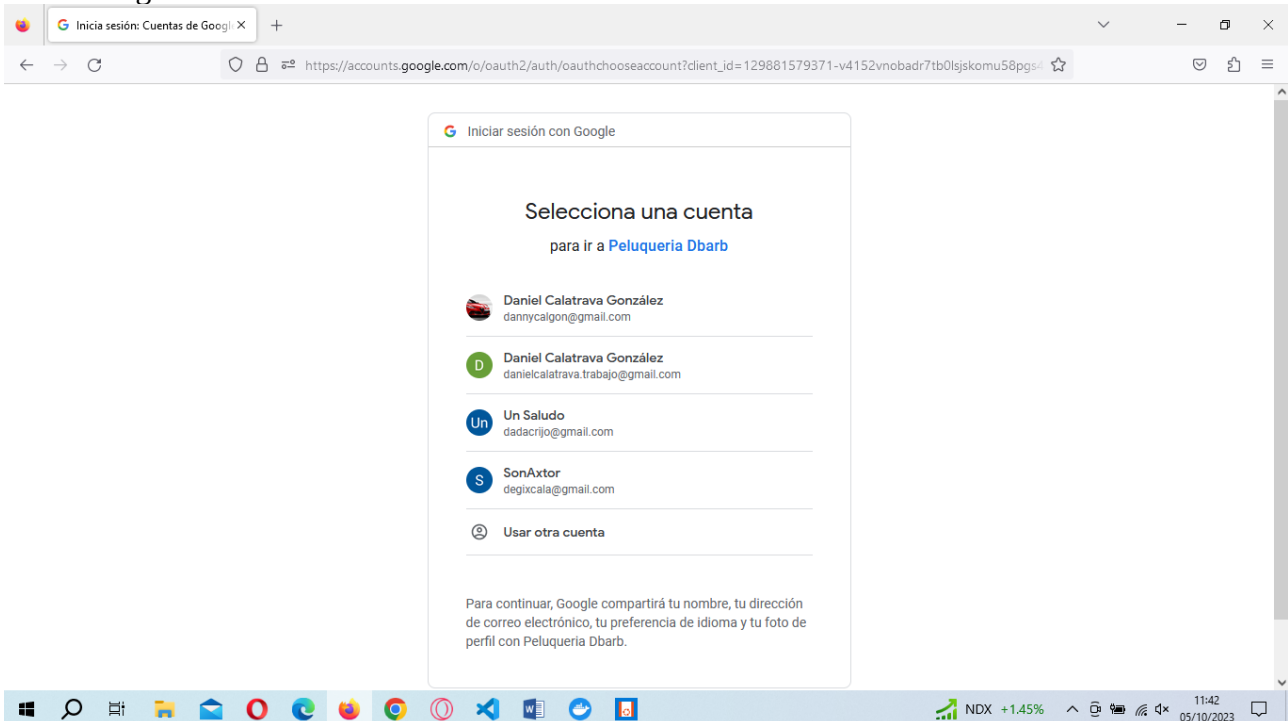 Inicia sesión: Cuentas de Googl
https://accounts.google.com/o/oauth2/auth/oauthchooseaccount?client_id=129881579371-v4152vnobadr7tb0lsjskomu58pgs4
Iniciar sesión con Google
Selecciona una cuenta
para ir a Peluqueria Dbarb
Daniel Calatrava González
dannycalgon@gmail.com
D
Daniel Calatrava González
danielcalatrava.trabajo@gmail.com
Un
Un Saludo
dadacrijo@gmail.com
S
SonAxtor
degixcala@gmail.com
Usar otra cuenta
Para continuar, Google compartirá tu nombre, tu dirección
de correo electrónico, tu preferencia de idioma y tu foto de
perfil con Peluqueria Dbarb.
NDX +1.45%
11:42
05/10/2023